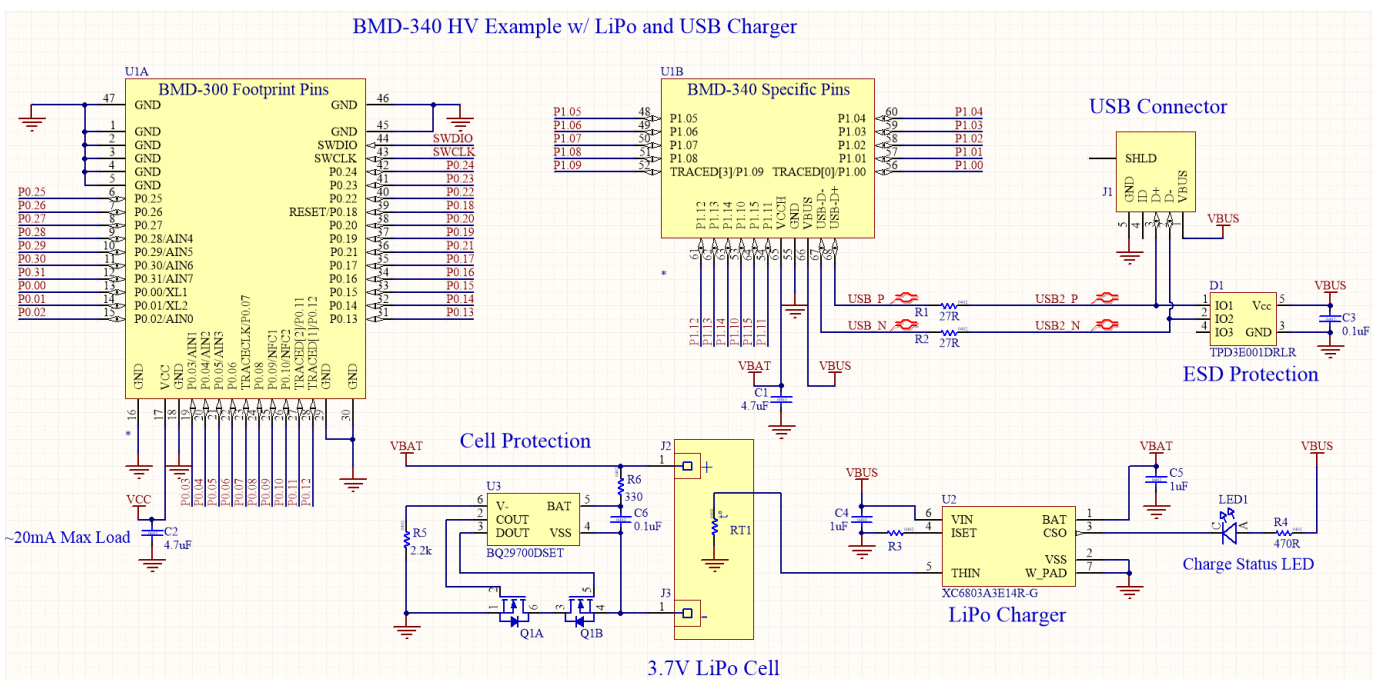 BMD-340 HV Example w/ LiPo and USB Charger
U1A
BMD-300 Footprint Pins
47 GND
1 GND
2 GND
3 GND
4 GND
5 GND
P0.25 6 P0.25
P0.26 7 P0.26
P0.27 8 P0.27
P0.28 9 P0.28/AIN4
P0.29 10 P0.29/AIN5
P0.30 11 P0.30/AIN6
P0.31 12 P0.31/AIN7
P0.00 13 P0.00/XL1
P0.01 14 P0.01/XL2
P0.02 15 P0.02/AIN0
GND 46
GND 45
SWDIO 44 SWDIO
SWCLK 43 SWCLK
P0.24 42 P0.24
P0.23 41 P0.23
P0.22 40 P0.22
RESET/P0.18 39 P0.18
P0.20 38 P0.20
P0.19 37 P0.19
P0.21 36 P0.21
P0.17 35 P0.17
P0.16 34 P0.16
P0.15 33 P0.15
P0.14 32 P0.14
P0.13 31 P0.13
GND 16
VCC 17
GND 18
P0.03/AIN1 19 P0.03
P0.04/AIN2 20 P0.04
P0.05/AIN3 21 P0.05
P0.06 22 P0.06
TRACECLK/P0.07 23 P0.07
P0.08 24 P0.08
P0.09/NFC1 25 P0.09
P0.10/NFC2 26 P0.10
TRACED[2]/P0.11 27 P0.11
TRACED[1]/P0.12 28 P0.12
GND 29
GND 30
*
VCC
C2
4.7uF
~20mA Max Load
U1B
BMD-340 Specific Pins
P1.05 48 P1.05
P1.06 49 P1.06
P1.07 50 P1.07
P1.08 51 P1.08
P1.09 52 TRACED[3]/P1.09
P1.04 60 P1.04
P1.03 59 P1.03
P1.02 58 P1.02
P1.01 57 P1.01
TRACED[0]/P1.00 56 P1.00
P1.12 61 P1.12
P1.13 P1.13
P1.14 P1.14
P1.10 53 P1.10
P1.15 64 P1.15
P1.11 54 P1.11
VCCH 65
GND 55
VBUS 66
USB-D- 67
USB-D+ 68
*
VBAT
C1
4.7uF
VBUS
USB_P
R1
27R
USB2_P
USB_N
R2
27R
USB2_N
USB Connector
SHLD
J1
GND 5
ID 4
D+ 3
D- 2
VBUS 1
VBUS
D1
1 IO1
2 IO2
4 IO3
Vcc 5
GND 3
TPD3E001DRLR
VBUS
C3
0.1uF
ESD Protection
Cell Protection
VBAT
U3
6 V-
2 COUT
3 DOUT
BAT 5
VSS 4
BQ29700DSET
R5
2.2k
R6
330
C6
0.1uF
1 2 6
Q1A
3 5 4
Q1B
J2
1
+
RT1
t°
J3
1
-
3.7V LiPo Cell
VBUS
C4
1uF
R3
U2
6 VIN
4 ISET
5 THIN
BAT 1
CSO 3
VSS 2
W_PAD 7
XC6803A3E14R-G
LiPo Charger
VBAT
C5
1uF
LED1
C A
R4
470R
VBUS
Charge Status LED